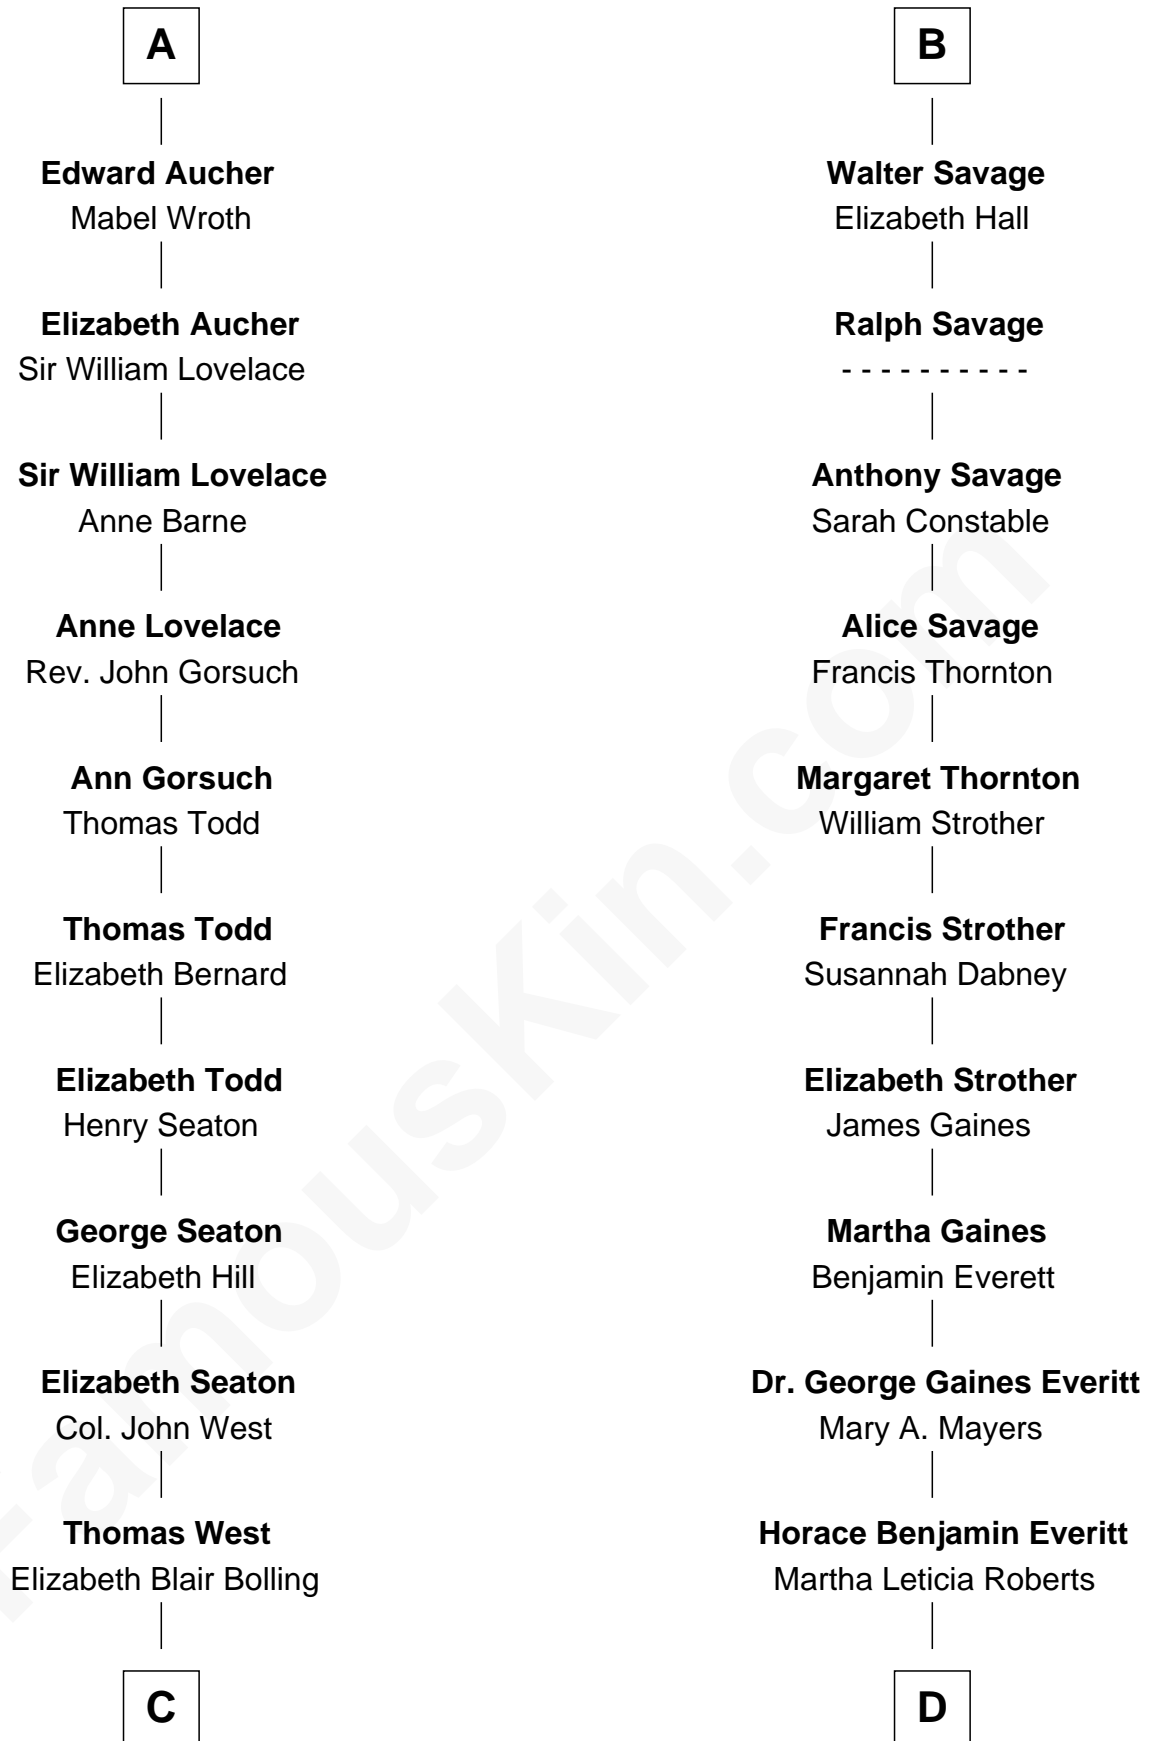 A
Edward Aucher
Mabel Wroth
Elizabeth Aucher
Sir William Lovelace
Sir William Lovelace
Anne Barne
Anne Lovelace
Rev. John Gorsuch
Ann Gorsuch
Thomas Todd
Thomas Todd
Elizabeth Bernard
Elizabeth Todd
Henry Seaton
George Seaton
Elizabeth Hill
Elizabeth Seaton
Col. John West
Thomas West
Elizabeth Blair Bolling
C
B
Walter Savage
Elizabeth Hall
Ralph Savage
- - - - - - - - - -
Anthony Savage
Sarah Constable
Alice Savage
Francis Thornton
Margaret Thornton
William Strother
Francis Strother
Susannah Dabney
Elizabeth Strother
James Gaines
Martha Gaines
Benjamin Everett
Dr. George Gaines Everitt
Mary A. Mayers
Horace Benjamin Everitt
Martha Leticia Roberts
D
FamousKin.com